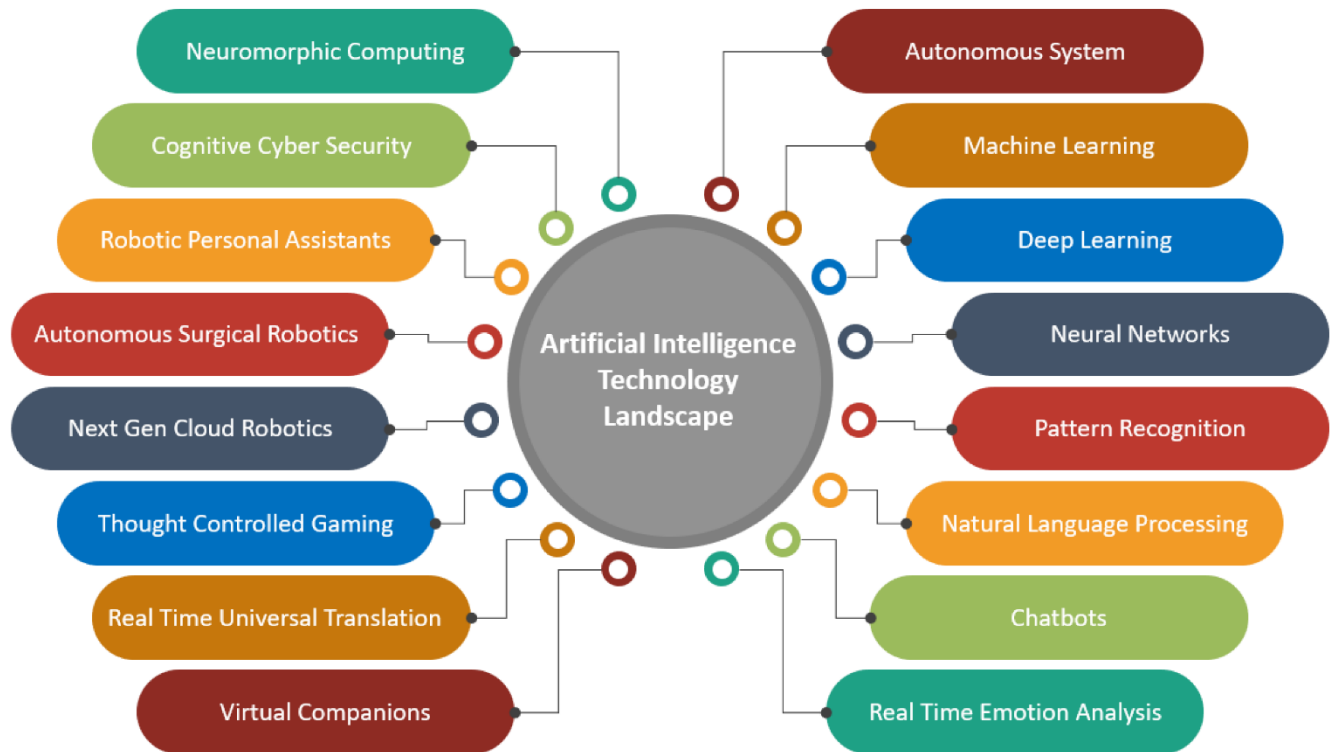 Neuromorphic Computing
Cognitive Cyber Security
Robotic Personal Assistants
Autonomous Surgical Robotics
Next Gen Cloud Robotics
Thought Controlled Gaming
Real Time Universal Translation
Virtual Companions
Artificial Intelligence
Technology
Landscape
Autonomous System
Machine Learning
Deep Learning
Neural Networks
Pattern Recognition
Natural Language Processing
Chatbots
Real Time Emotion Analysis